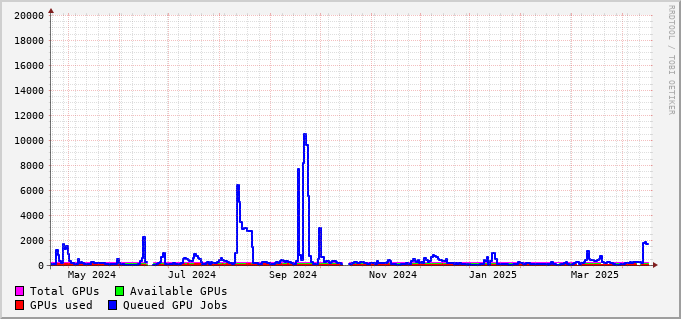 RRDTOOL / TOBI OETIKER
20000
18000
16000
14000
12000
10000
8000
6000
4000
2000
0
May 2024 Jul 2024 Sep 2024 Nov 2024 Jan 2025 Mar 2025
Total GPUs Available GPUs
GPUs used Queued GPU Jobs